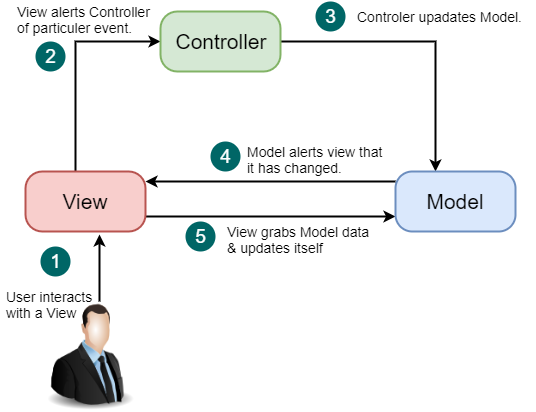 View alerts Controller
of particuler event.
2
Controller
3
Controler upadates Model.
4
Model alerts view that
it has changed.
View
Model
5
View grabs Model data
& updates itself
1
User interacts
with a View